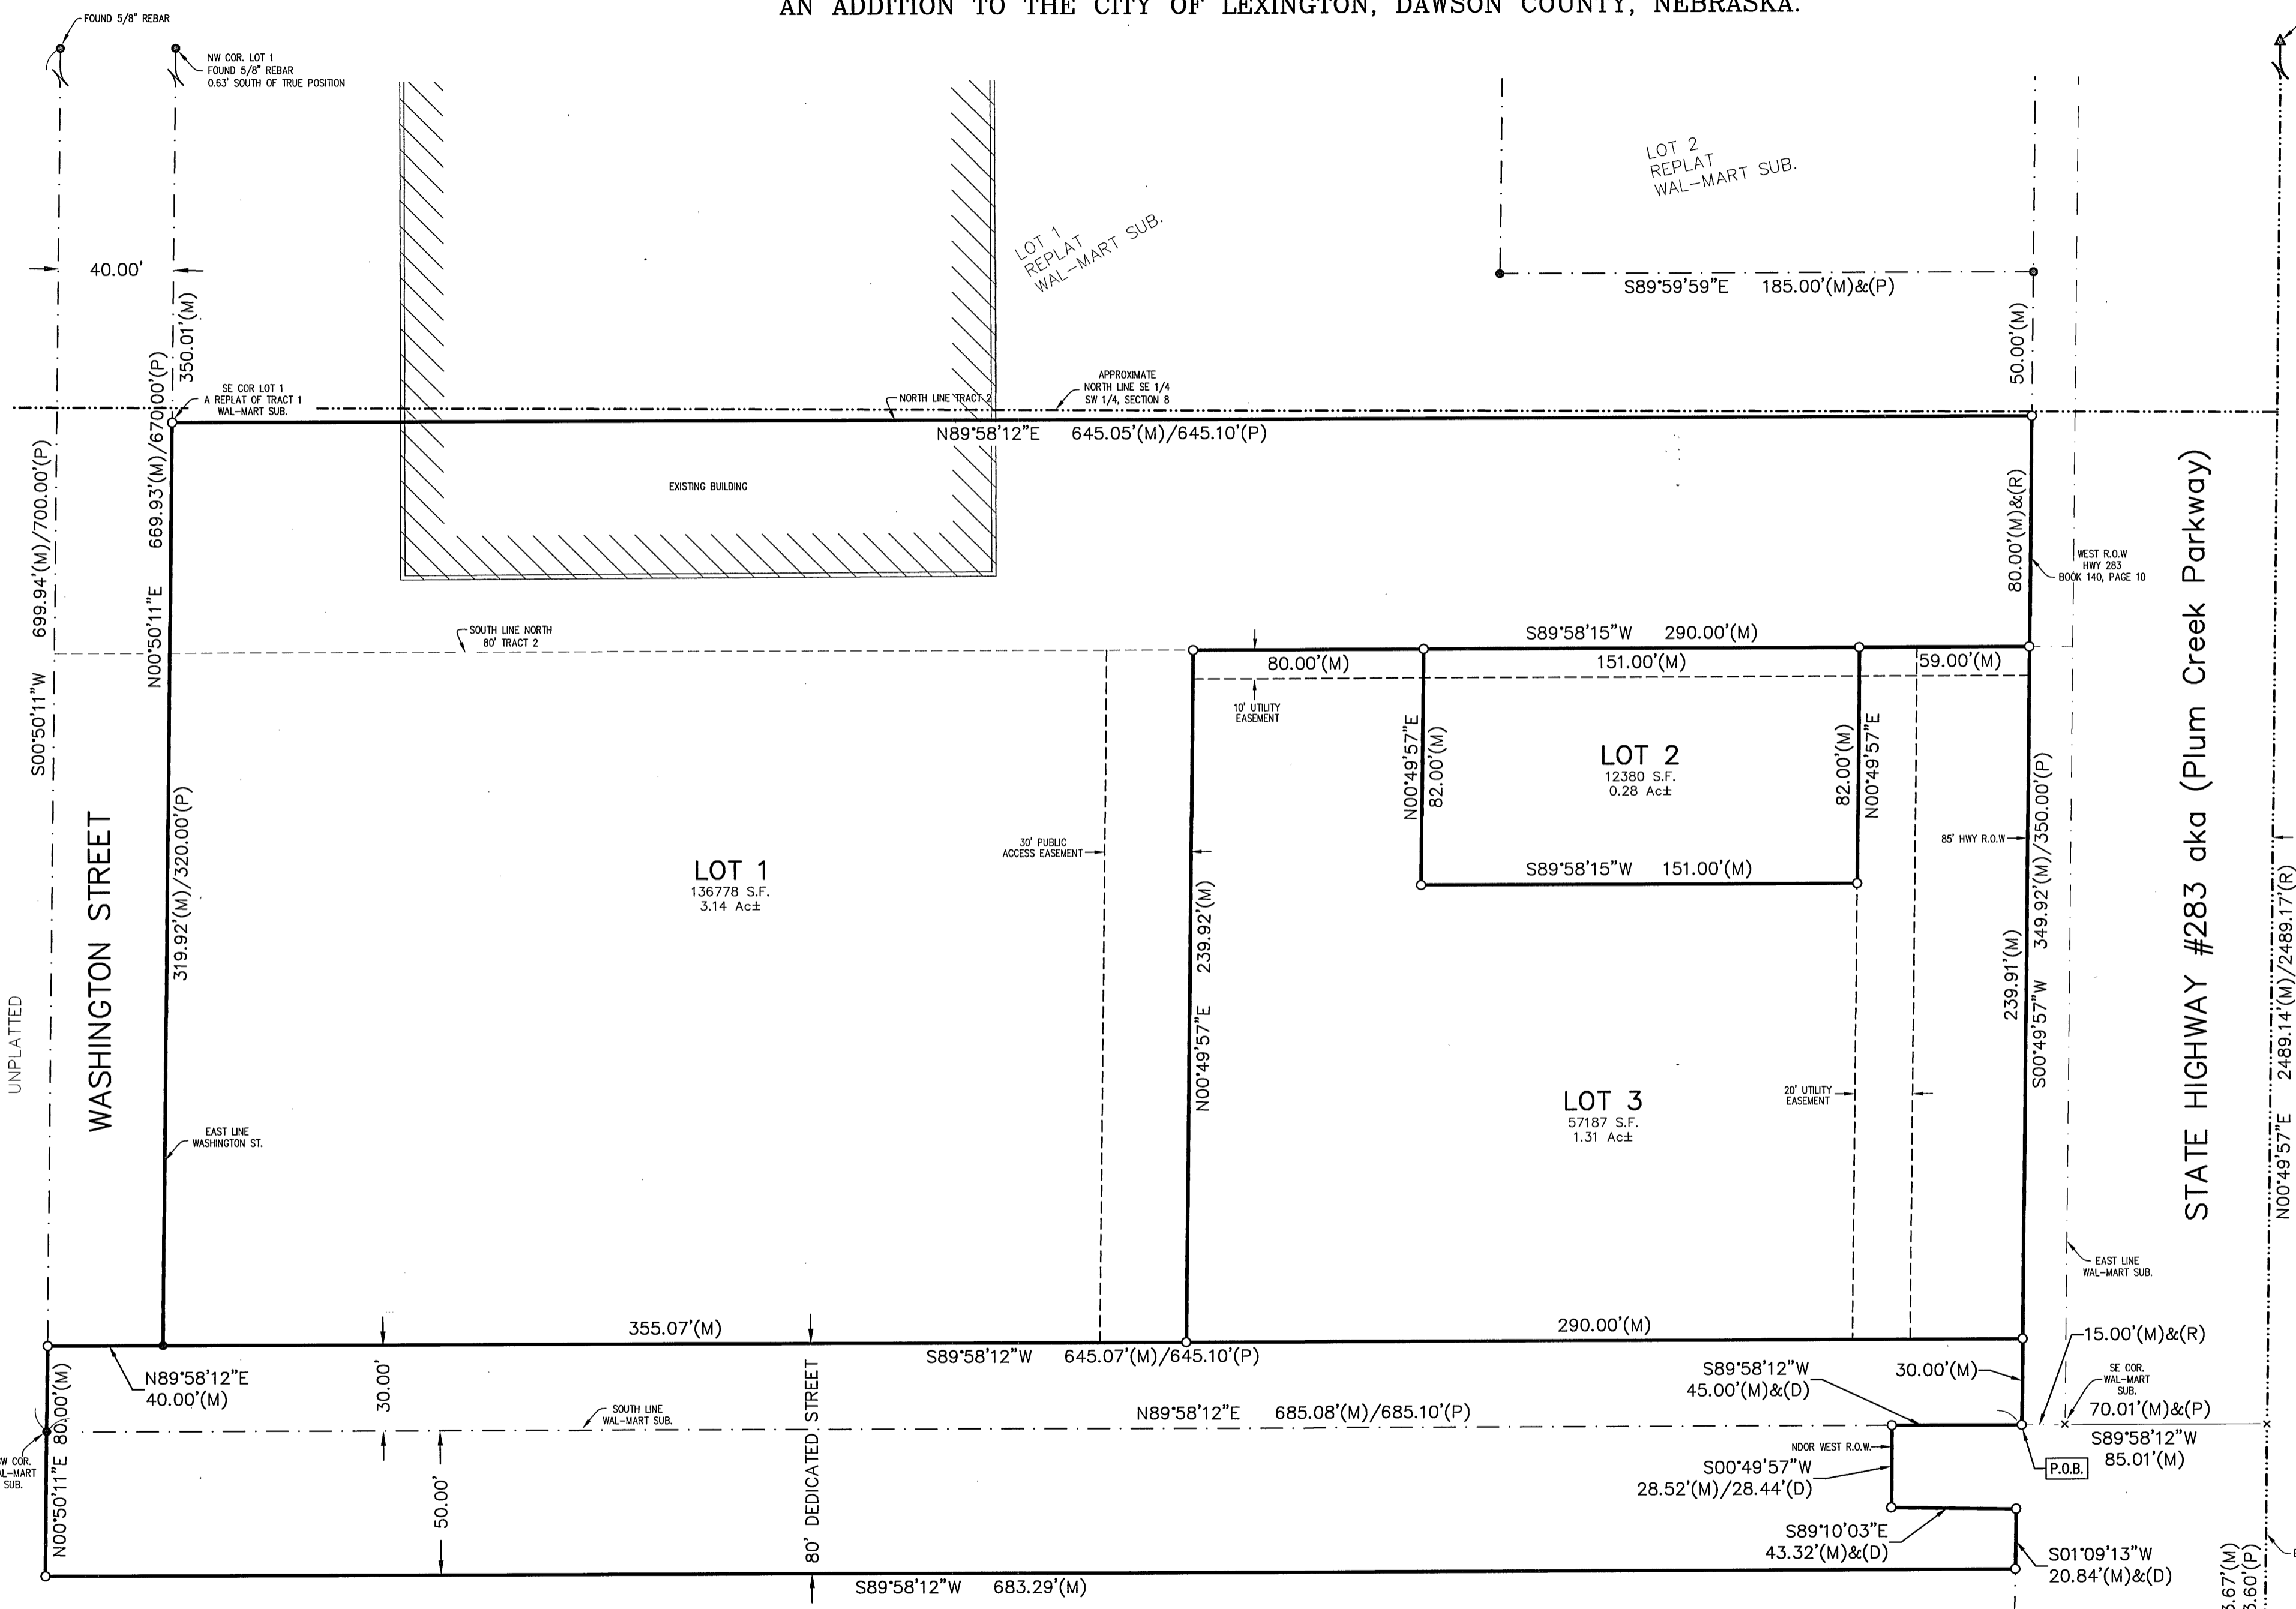 AN ADDITION TO THE CITY OF LEXINGTON, DAWSON COUNTY, NEBRASKA.
FOUND 5/8" REBAR
NW COR. LOT 1
FOUND 5/8" REBAR
0.63' SOUTH OF TRUE POSITION
LOT 2
REPLAT
WAL-MART SUB.
LOT 1
REPLAT
WAL-MART SUB.
40.00'
350.01'(M)
S89°59'59"E 185.00'(M)&(P)
50.00'(M)
SE COR LOT 1
A REPLAT OF TRACT 1
WAL-MART SUB.
NORTH LINE TRACT 2
APPROXIMATE
NORTH LINE SE 1/4
SW 1/4, SECTION 8
N89°58'12"E 645.05'(M)/645.10'(P)
EXISTING BUILDING
S00°50'11"W 699.94'(M)/700.00'(P)
N00°50'11"E 669.93'(M)/670.00'(P)
80.00'(M)&(R)
WEST R.O.W
HWY 283
BOOK 140, PAGE 10
STATE HIGHWAY #283 aka (Plum Creek Parkway)
SOUTH LINE NORTH
80' TRACT 2
S89°58'15"W 290.00'(M)
80.00'(M)
151.00'(M)
59.00'(M)
10' UTILITY
EASEMENT
N00°49'57"E
82.00'(M)
LOT 2
12380 S.F.
0.28 Ac±
82.00'(M)
N00°49'57"E
S89°58'15"W 151.00'(M)
30' PUBLIC
ACCESS EASEMENT
85' HWY R.O.W
LOT 1
136778 S.F.
3.14 Ac±
319.92'(M)/320.00'(P)
WASHINGTON STREET
UNPLATTED
N00°49'57"E 239.92'(M)
239.91'(M)
S00°49'57"W 349.92'(M)/350.00'(P)
N00°49'57"E 2489.14'(M)/2489.17'(R)
LOT 3
57187 S.F.
1.31 Ac±
20' UTILITY
EASEMENT
EAST LINE
WASHINGTON ST.
EAST LINE
WAL-MART SUB.
355.07'(M)
290.00'(M)
S89°58'12"W 645.07'(M)/645.10'(P)
15.00'(M)&(R)
N89°58'12"E
40.00'(M)
30.00'
S89°58'12"W
45.00'(M)&(D)
30.00'(M)
SE COR.
WAL-MART
SUB.
70.01'(M)&(P)
SOUTH LINE
WAL-MART SUB.
N89°58'12"E 685.08'(M)/685.10'(P)
S89°58'12"W
85.01'(M)
P.O.B.
NDOR WEST R.O.W.
S00°49'57"W
28.52'(M)/28.44'(D)
W COR.
AL-MART
SUB.
N00°50'11"E 80.00'(M)
50.00'
80' DEDICATED STREET
S89°10'03"E
43.32'(M)&(D)
S01°09'13"W
20.84'(M)&(D)
S89°58'12"W 683.29'(M)
3.67'(M)
3.60'(P)